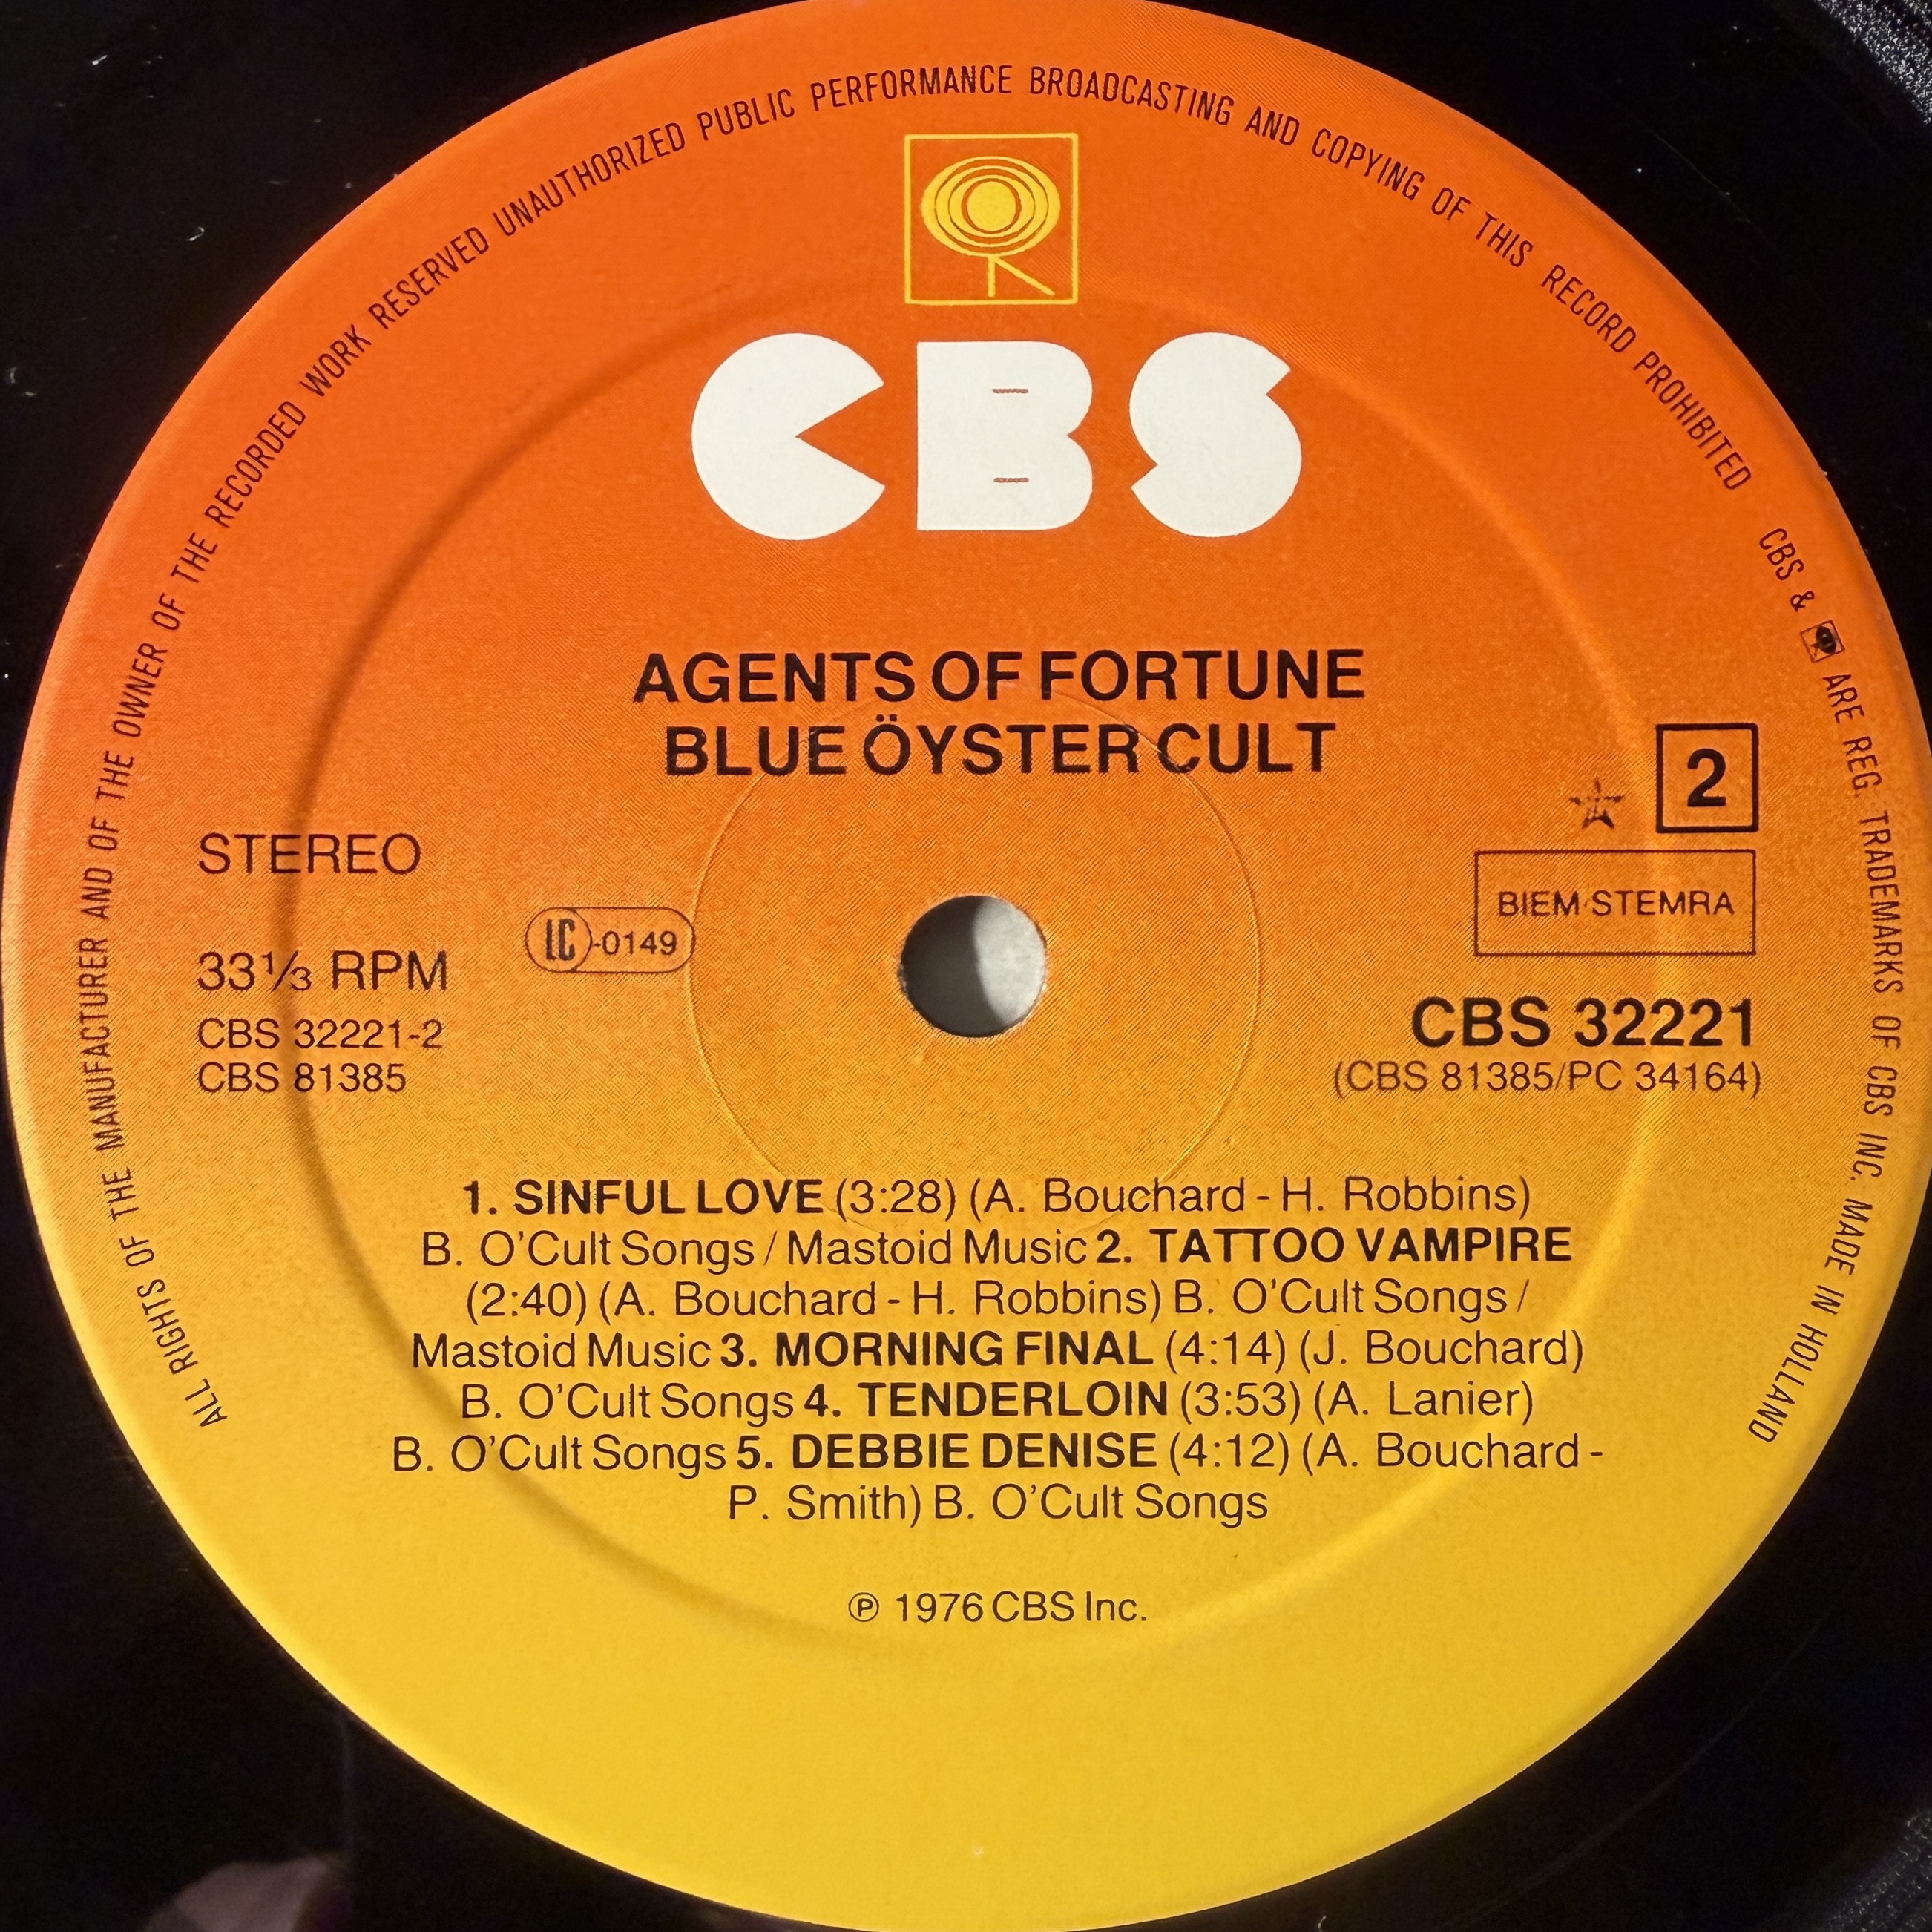 ALL RIGHTS OF THE MANUFACTURER AND OF THE OWNER OF THE RECORDED WORK RESERVED UNAUTHORIZED PUBLIC PERFORMANCE BROADCASTING AND COPYING OF THIS RECORD PROHIBITED
CBS & ARE REG. TRADEMARKS OF CBS INC. MADE IN HOLLAND
CBS
AGENTS OF FORTUNE
BLUE ÖYSTER CULT
2
STEREO
BIEM/STEMRA
LC-0149
33⅓ RPM
CBS 32221-2
CBS 81385
CBS 32221
(CBS 81385/PC 34164)
1. SINFUL LOVE (3:28) (A. Bouchard - H. Robbins)
B. O'Cult Songs / Mastoid Music 2. TATTOO VAMPIRE
(2:40) (A. Bouchard - H. Robbins) B. O'Cult Songs /
Mastoid Music 3. MORNING FINAL (4:14) (J. Bouchard)
B. O'Cult Songs 4. TENDERLOIN (3:53) (A. Lanier)
B. O'Cult Songs 5. DEBBIE DENISE (4:12) (A. Bouchard -
P. Smith) B. O'Cult Songs
℗ 1976 CBS Inc.